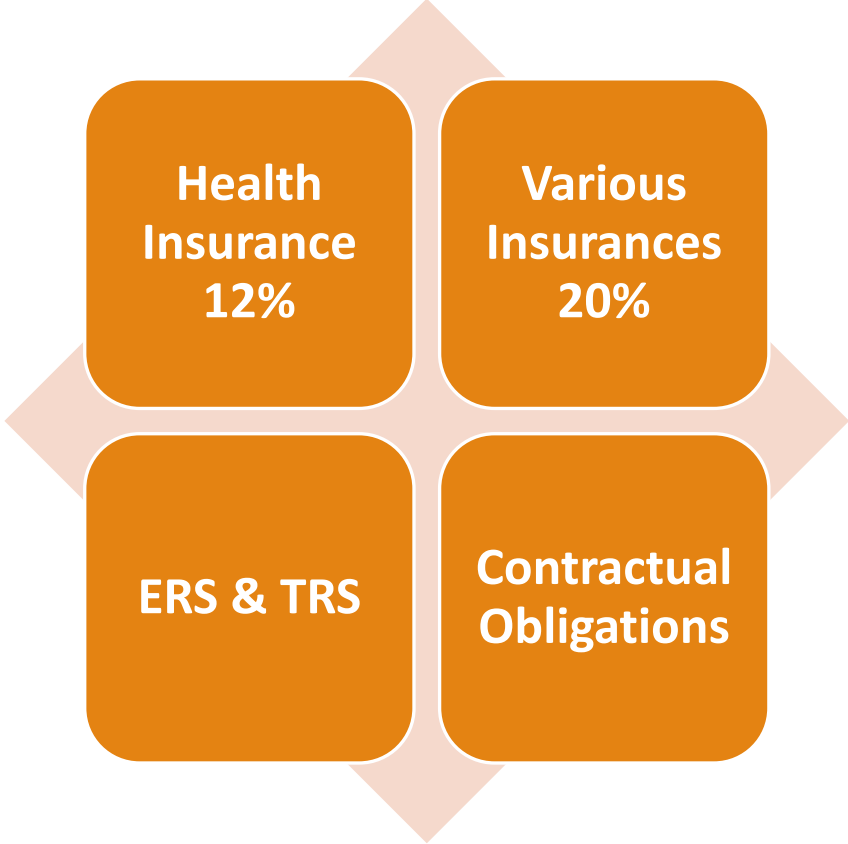 Health
Insurance
12%
Various
Insurances
20%
ERS & TRS
Contractual
Obligations